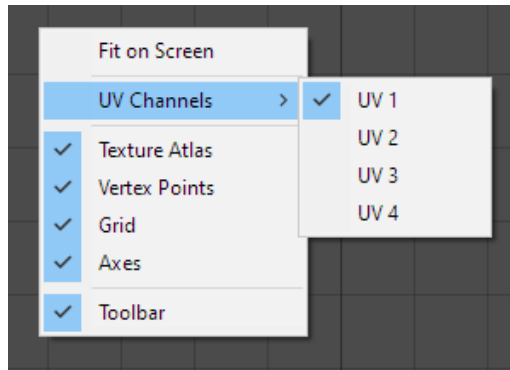 Fit on Screen
UV Channels
UV 1
UV 2
UV 3
UV 4
Texture Atlas
Vertex Points
Grid
Axes
Toolbar